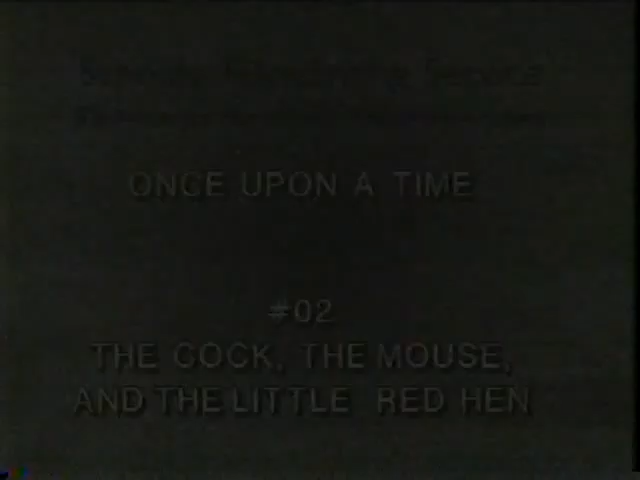 ONCE UPON A TIME
#02
THE COCK, THE MOUSE,
AND THE LITTLE RED HEN